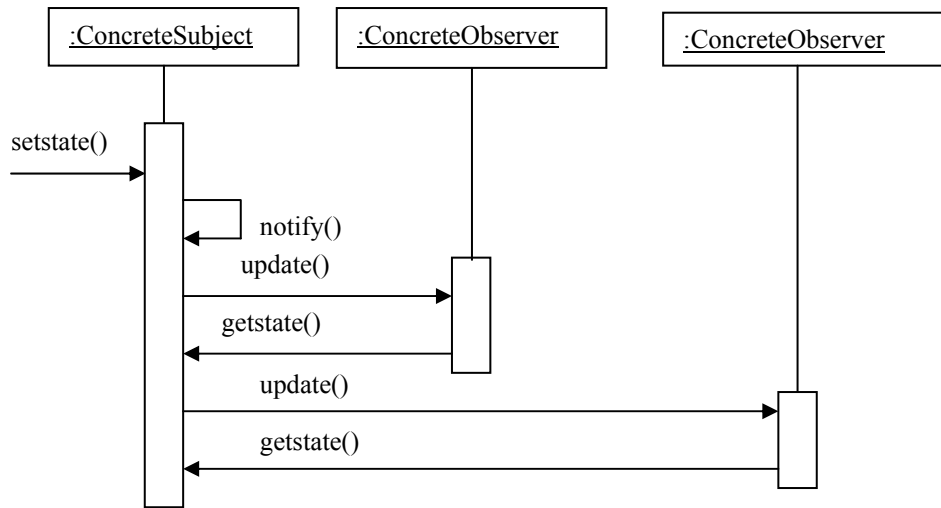 :ConcreteSubject
:ConcreteObserver
:ConcreteObserver
setstate()
notify()
update()
getstate()
update()
getstate()